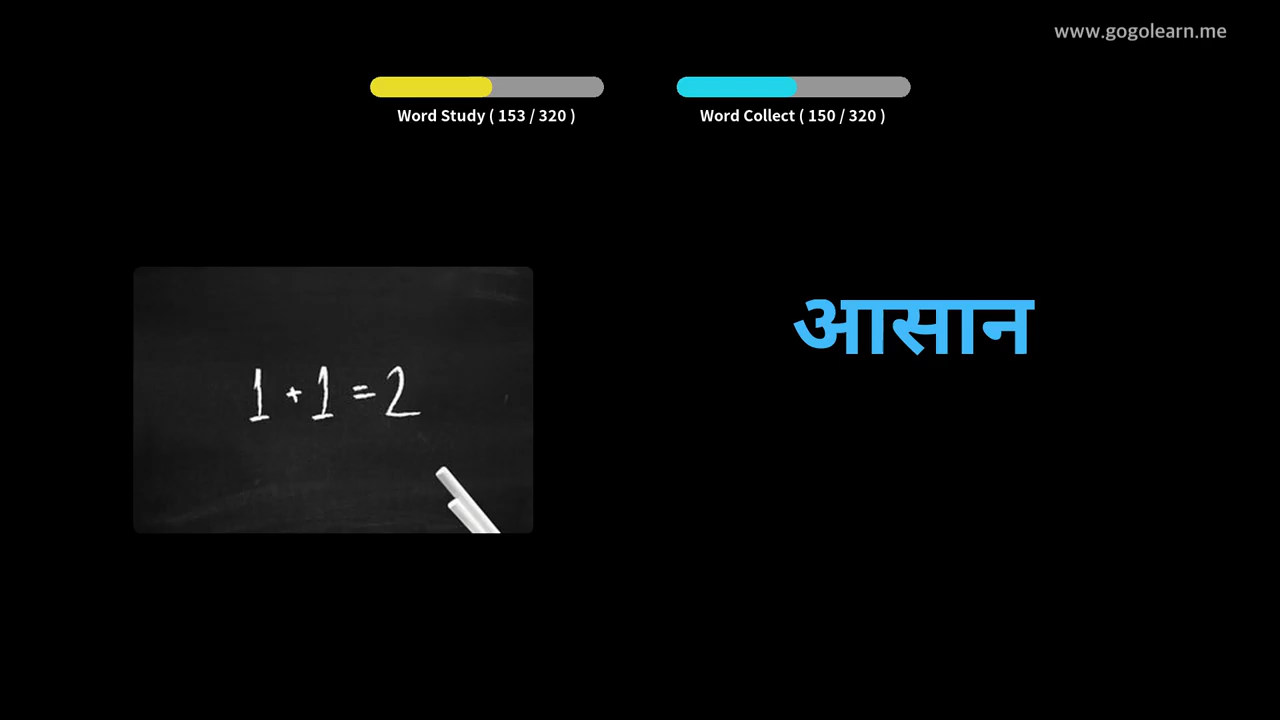 www.gogolearn.me
Word Study ( 153 / 320 )
Word Collect ( 150 / 320 )
आसान
1 + 1 = 2